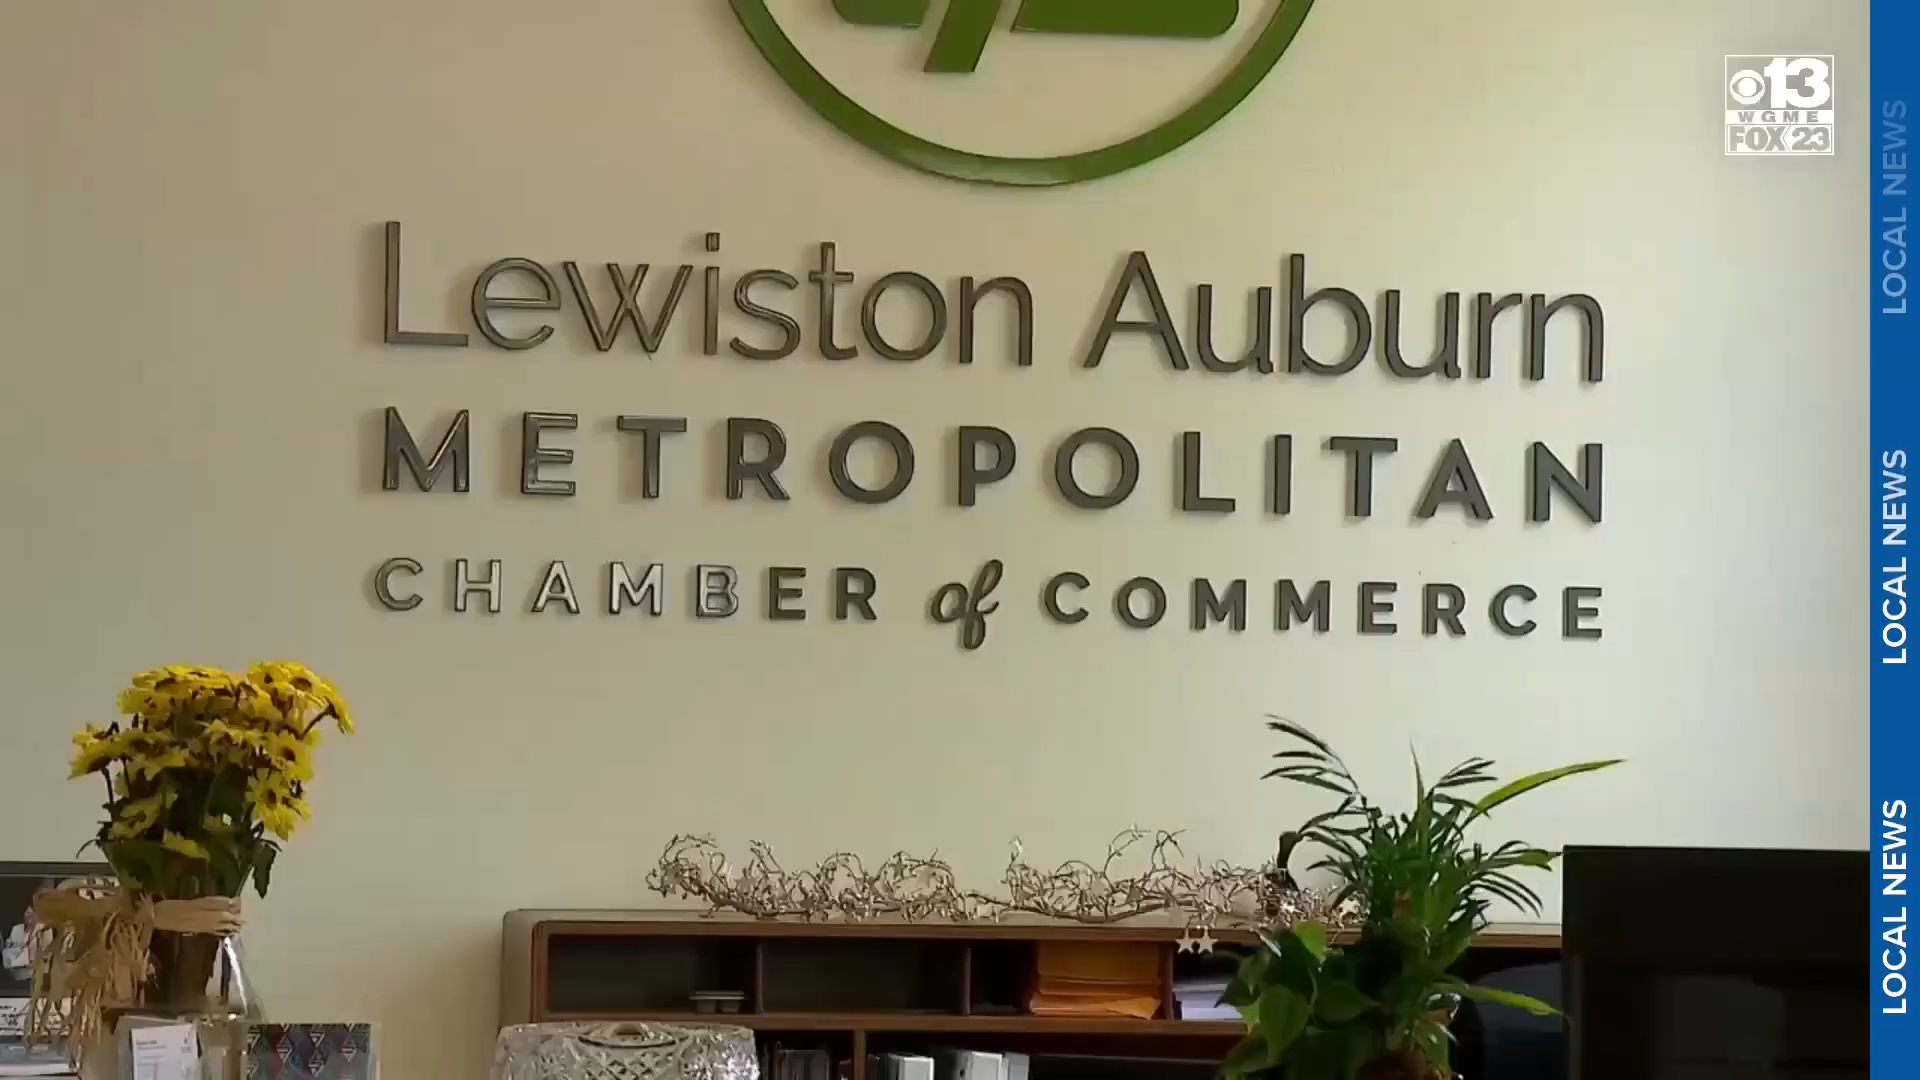 13
WGME
FOX 23
Lewiston Auburn
METROPOLITAN
CHAMBER of COMMERCE
LOCAL NEWS
LOCAL NEWS
LOCAL NEWS